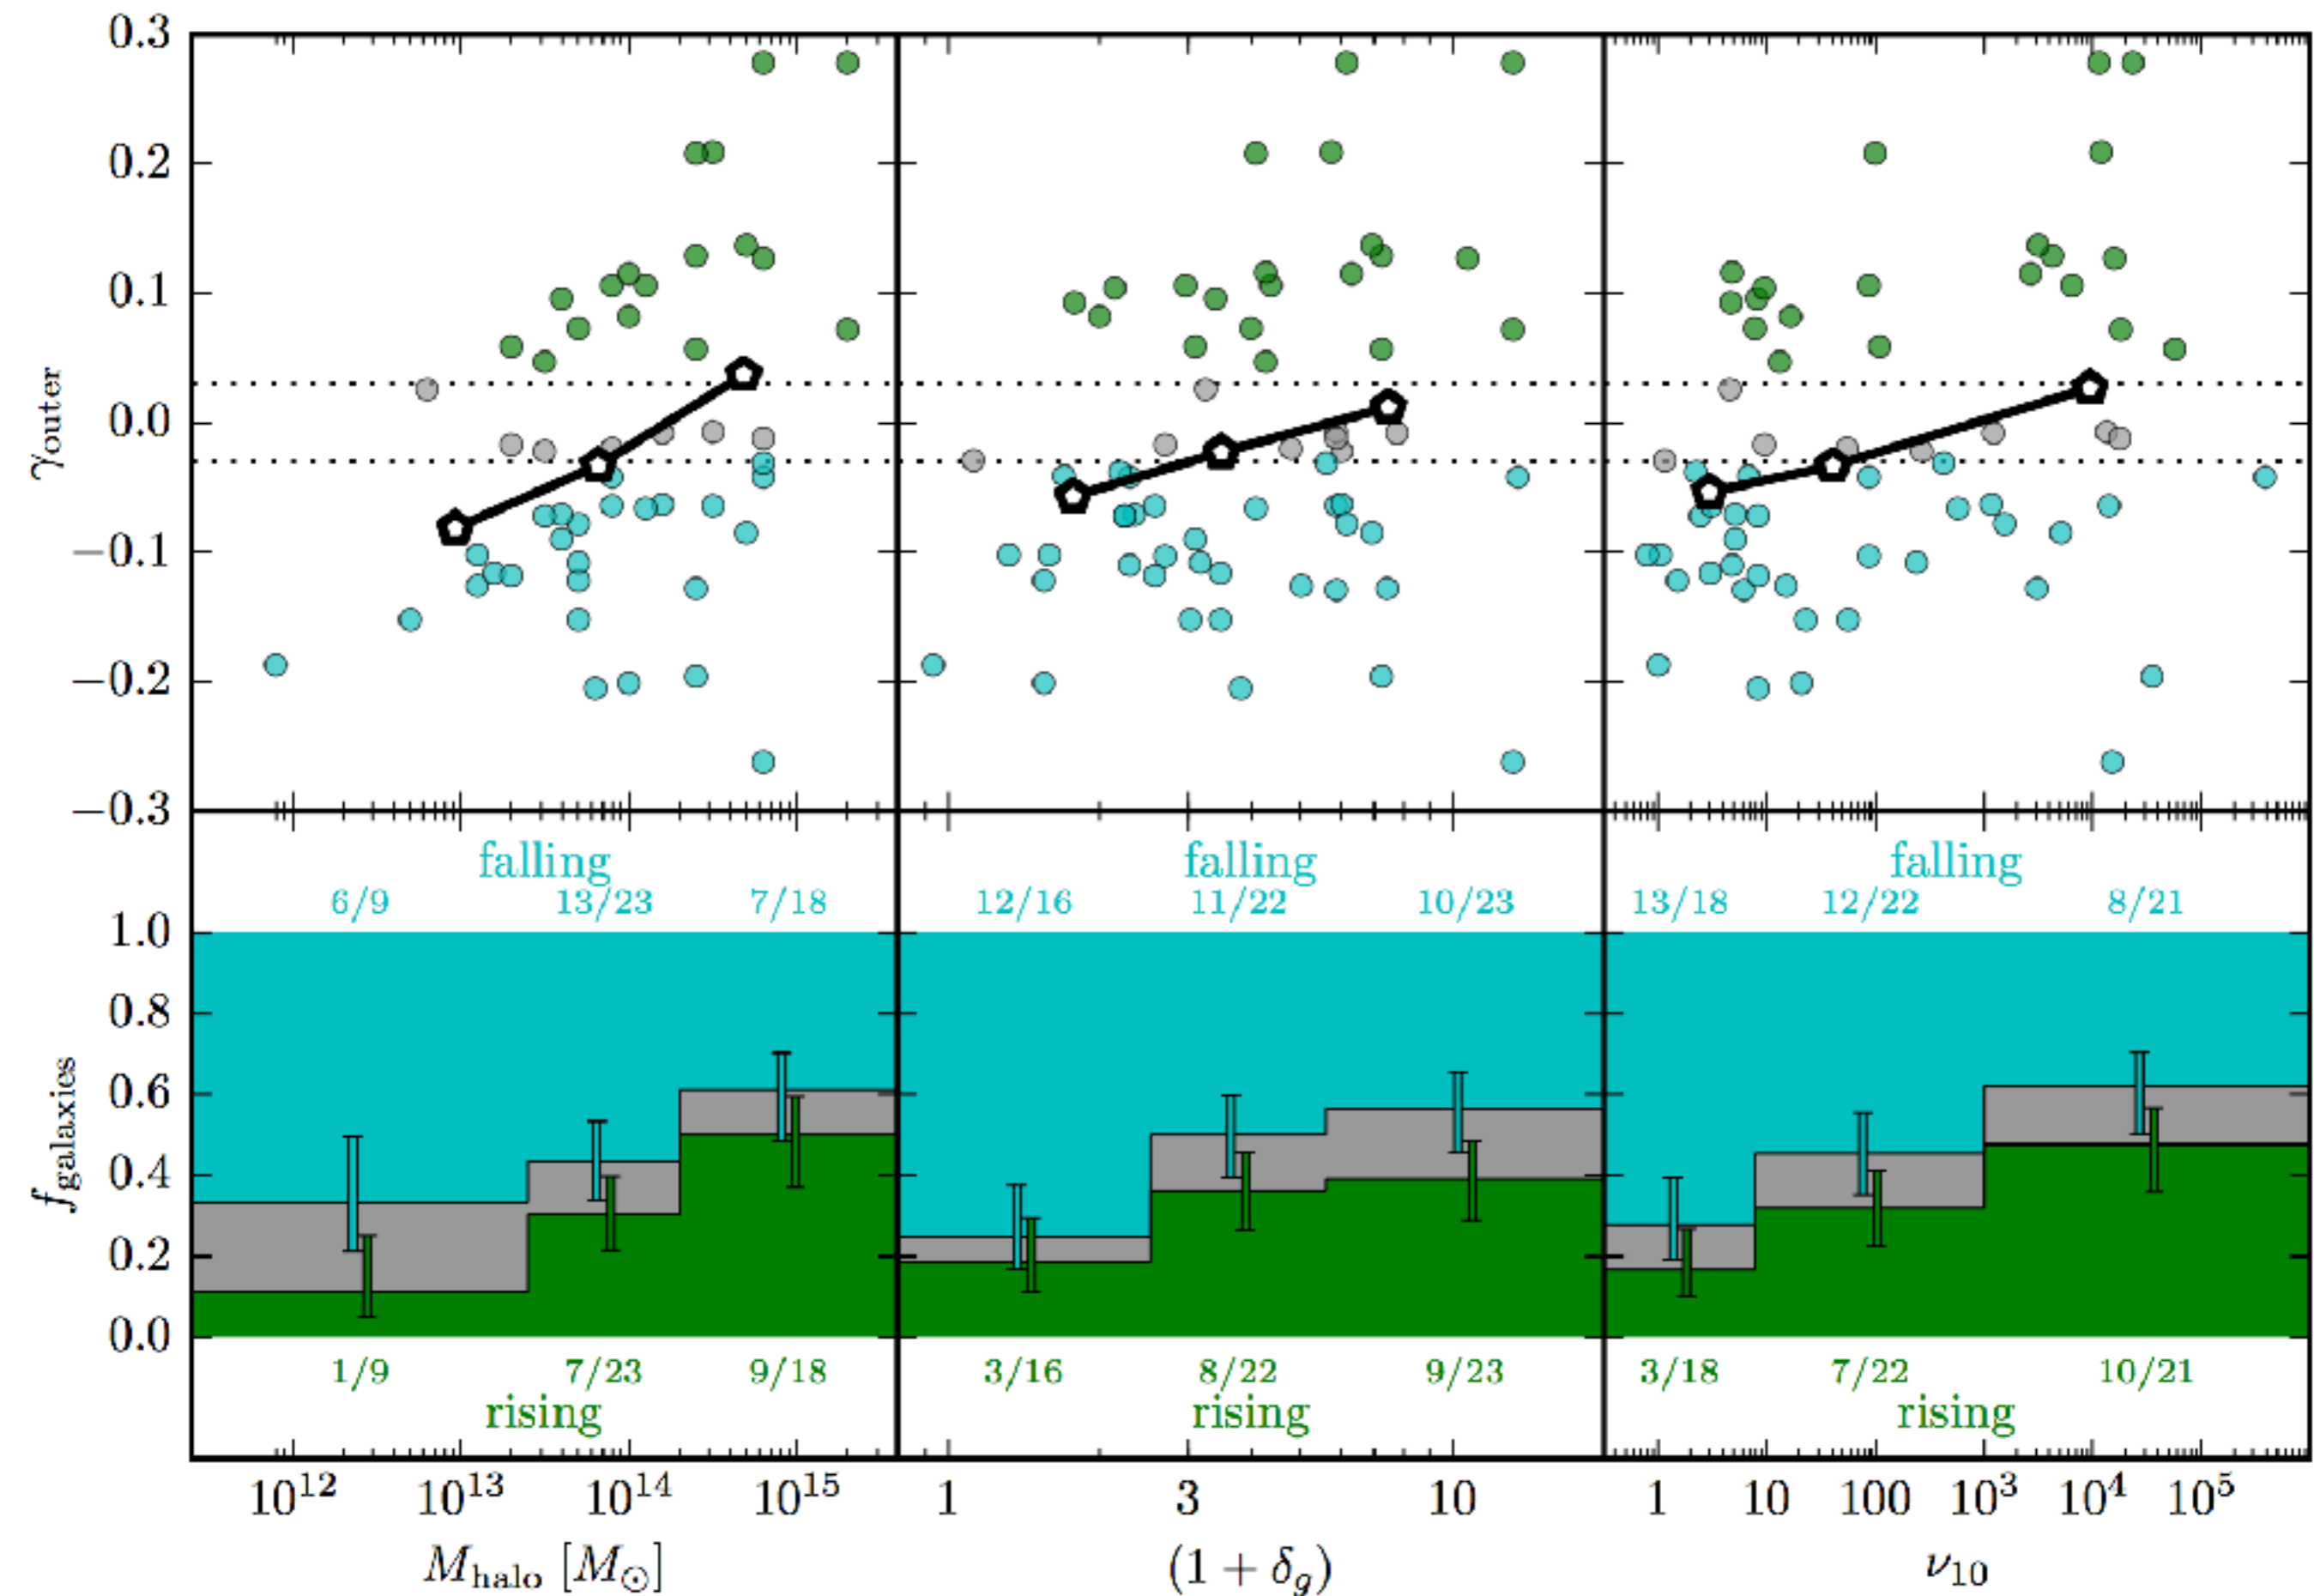 0.3
0.2
0.1
0.0
−0.1
−0.2
−0.3
γouter
falling falling falling
6/9 13/23 7/18 12/16 11/22 10/23 13/18 12/22 8/21
1.0
0.8
0.6
0.4
0.2
0.0
fgalaxies
1/9 7/23 9/18 3/16 8/22 9/23 3/18 7/22 10/21
rising rising rising
10^12 10^13 10^14 10^15 1 3 10 1 10 100 10^3 10^4 10^5
Mhalo [M⊙] (1 + δg) ν10